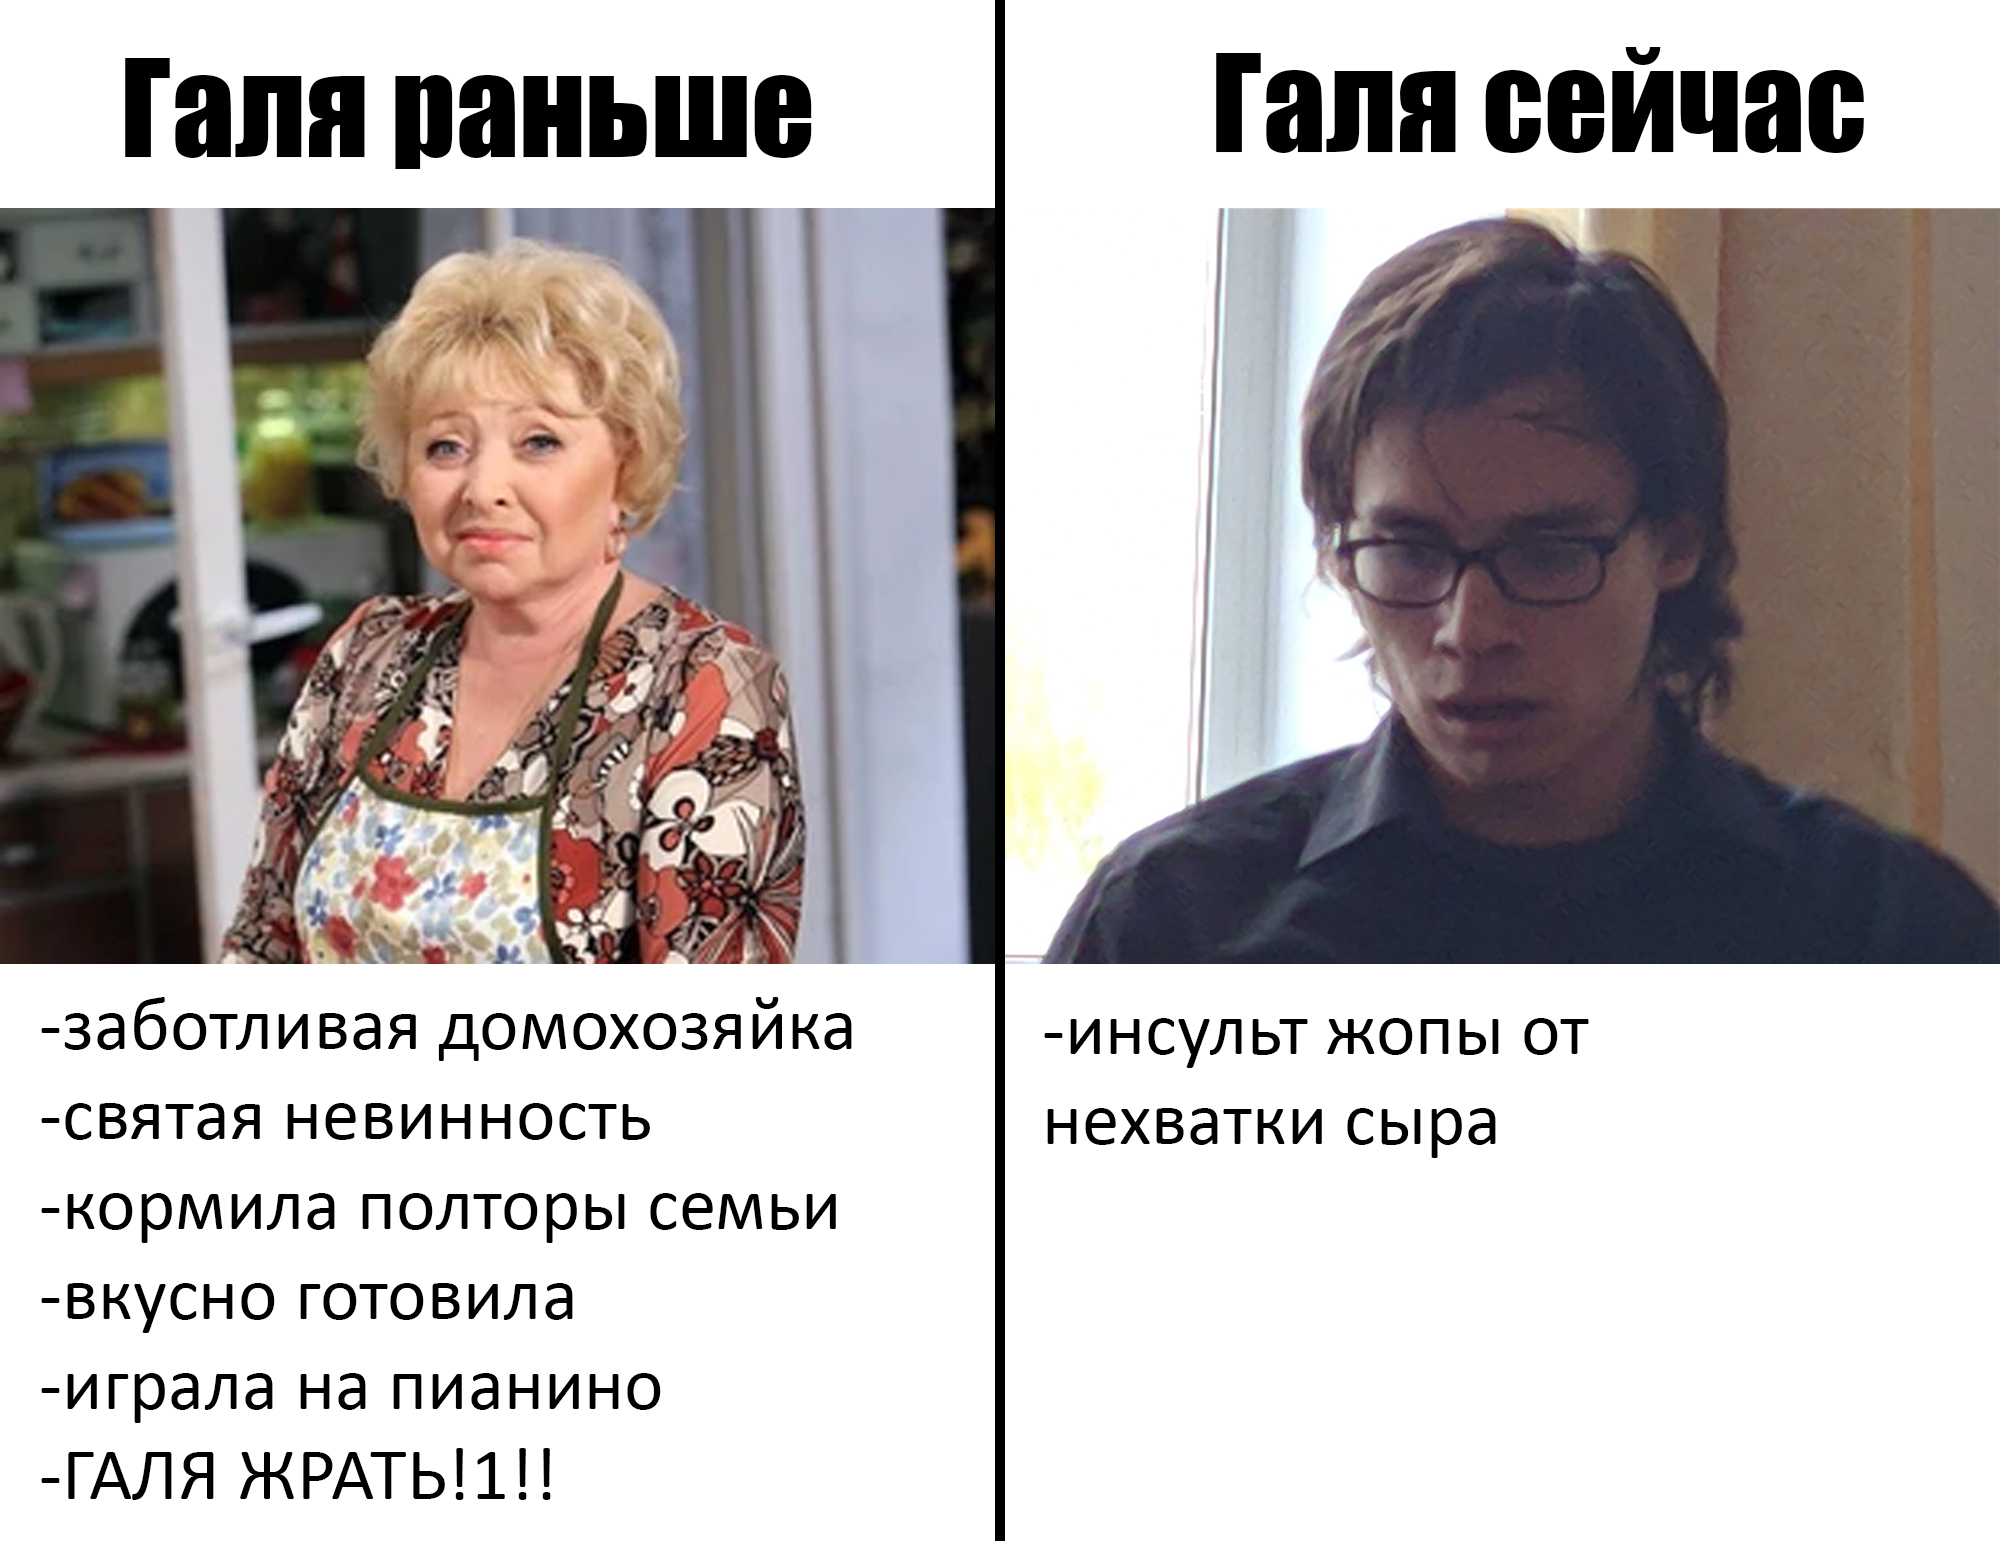 Галя раньше
-заботливая домохозяйка
-святая невинность
-кормила полторы семьи
-вкусно готовила
-играла на пианино
-ГАЛЯ ЖРАТЬ!1!!
Галя сейчас
-инсульт жопы от
нехватки сыра